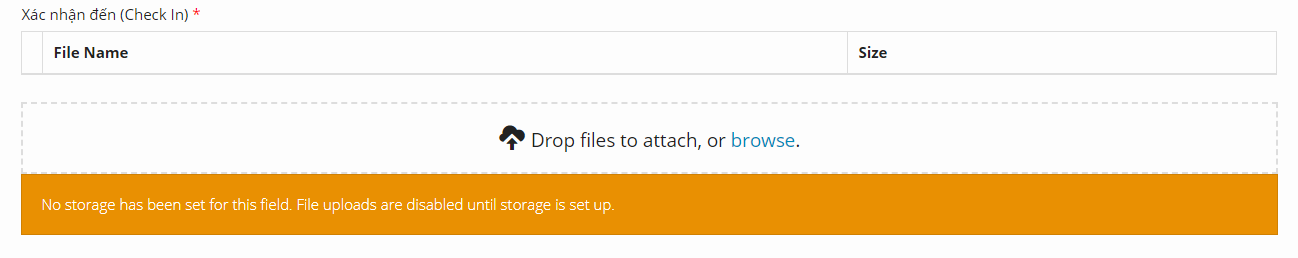 Xác nhận đến (Check In) *
File Name Size
Drop files to attach, or browse.
No storage has been set for this field. File uploads are disabled until storage is set up.